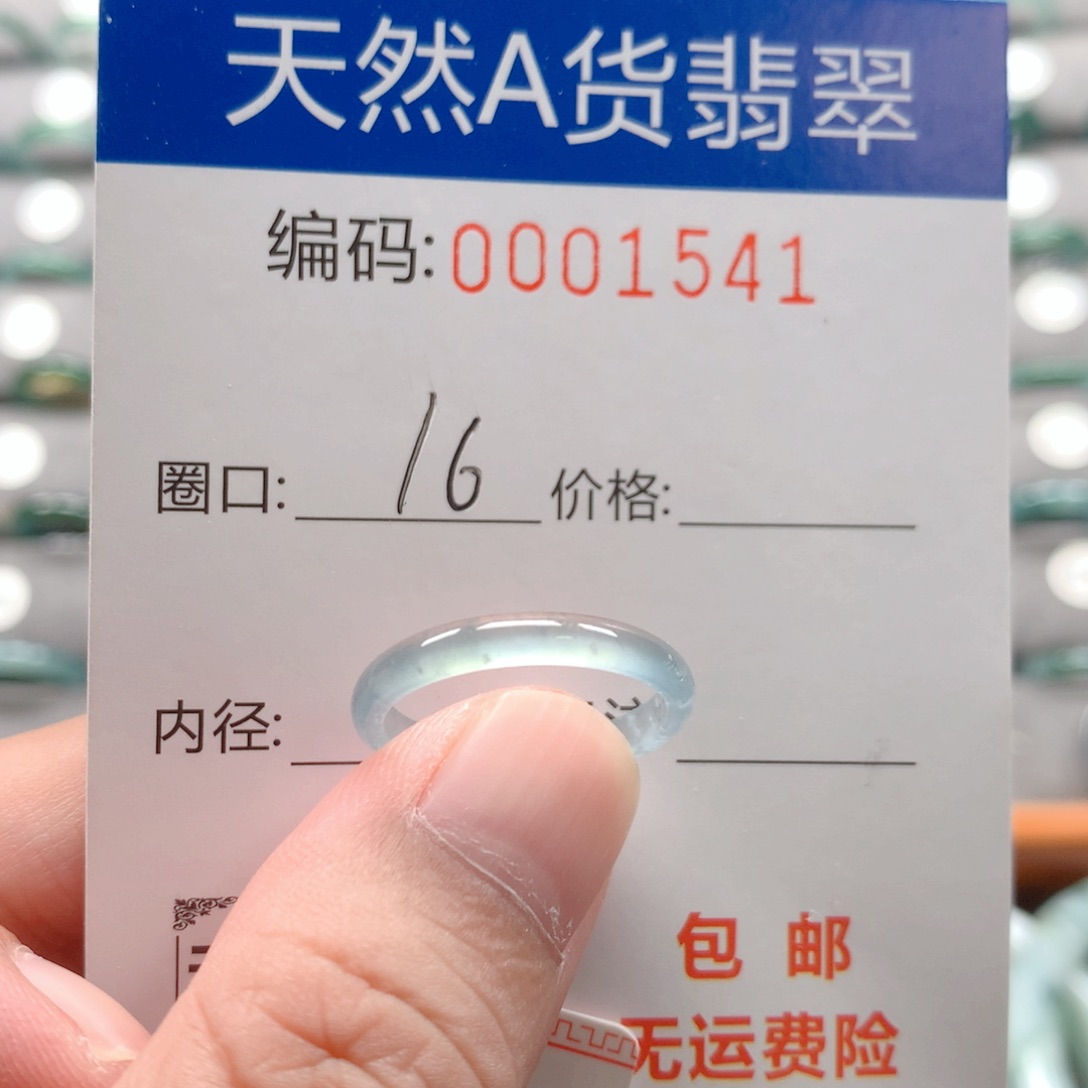 天然A货翡翠
编码:0001541
圈口: 16 价格:
内径:
包 邮
无运费险